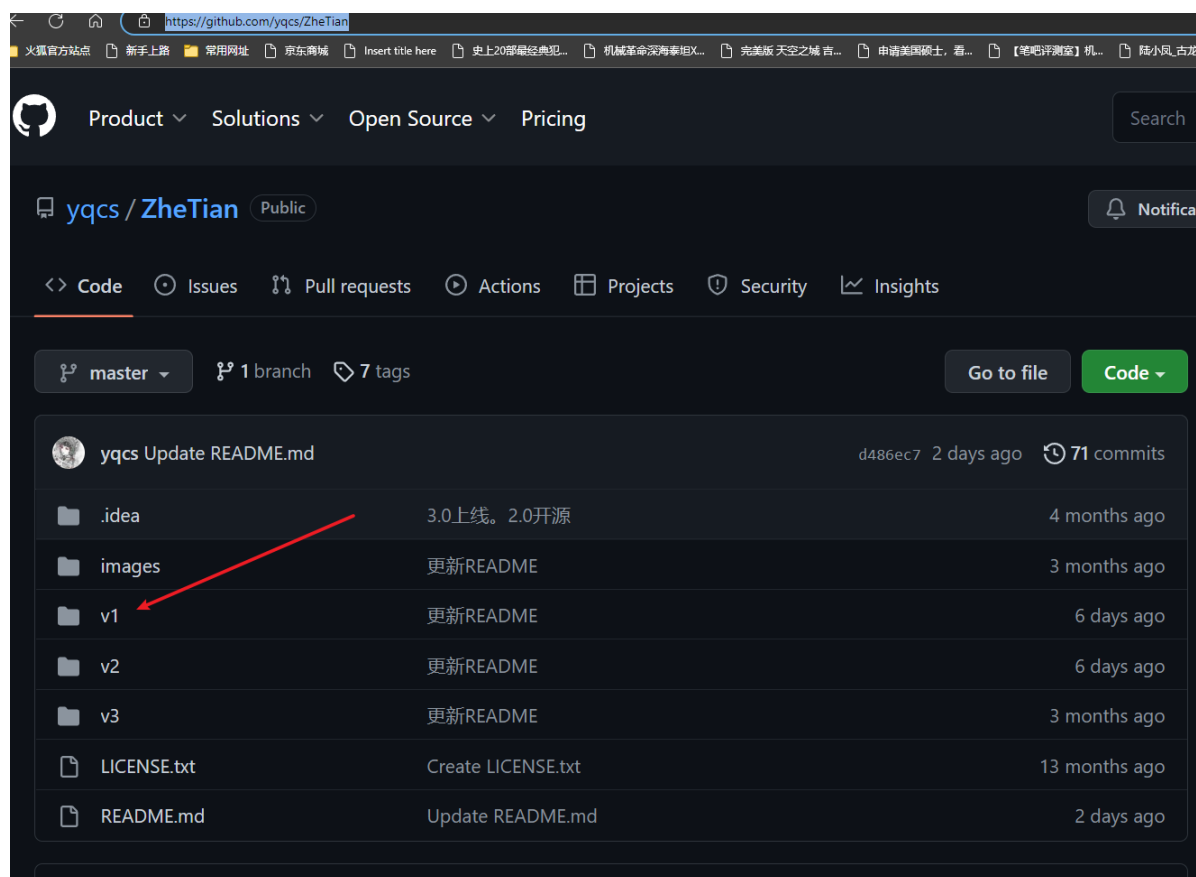 https://github.com/yqcs/ZheTian
火狐官方站点 新手上路 常用网址 京东商城 Insert title here 史上20部最经典犯... 机械革命深海泰坦X... 完美版 天空之城 吉... 申请美国硕士，看... 【笔吧评测室】机... 陆小凤_古龙
Product Solutions Open Source Pricing Search
yqcs / ZheTian Public Notifica
Code Issues Pull requests Actions Projects Security Insights
master 1 branch 7 tags Go to file Code
yqcs Update README.md d486ec7 2 days ago 71 commits
.idea 3.0上线。2.0开源 4 months ago
images 更新README 3 months ago
v1 更新README 6 days ago
v2 更新README 6 days ago
v3 更新README 3 months ago
LICENSE.txt Create LICENSE.txt 13 months ago
README.md Update README.md 2 days ago